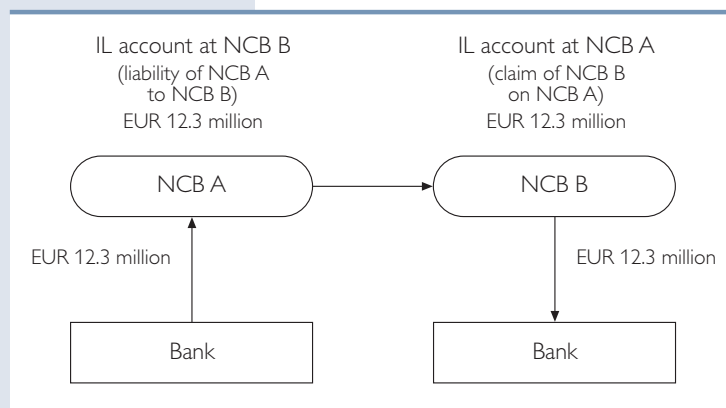 IL account at NCB B
(liability of NCB A
to NCB B)
EUR 12.3 million
IL account at NCB A
(claim of NCB B
on NCB A)
EUR 12.3 million
NCB A
NCB B
EUR 12.3 million
EUR 12.3 million
Bank
Bank